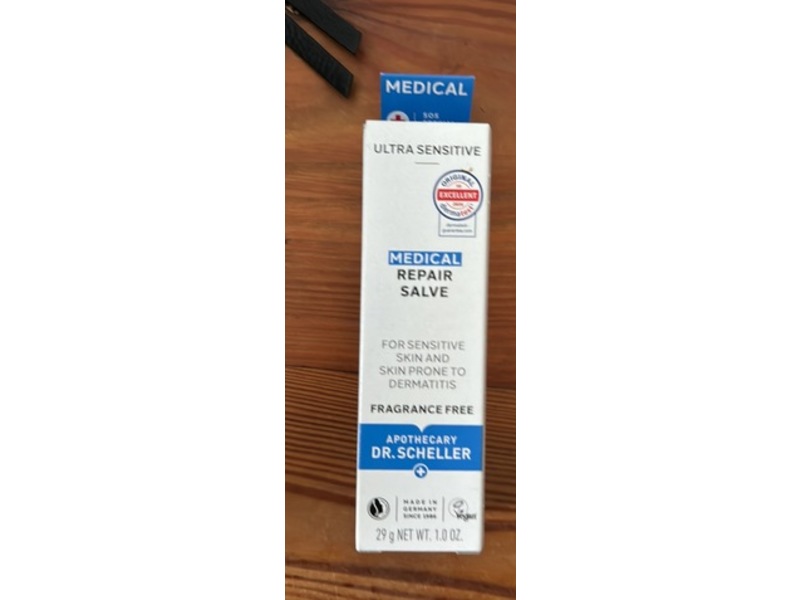 MEDICAL
SOS
ULTRA SENSITIVE
ORIGINAL
EXCELLENT
dermatest
MEDICAL
REPAIR
SALVE
FOR SENSITIVE
SKIN AND
SKIN PRONE TO
DERMATITIS
FRAGRANCE FREE
APOTHECARY
DR. SCHELLER
MADE IN
GERMANY
SINCE 1986
Vegan
29 g NET WT. 1.0 OZ.